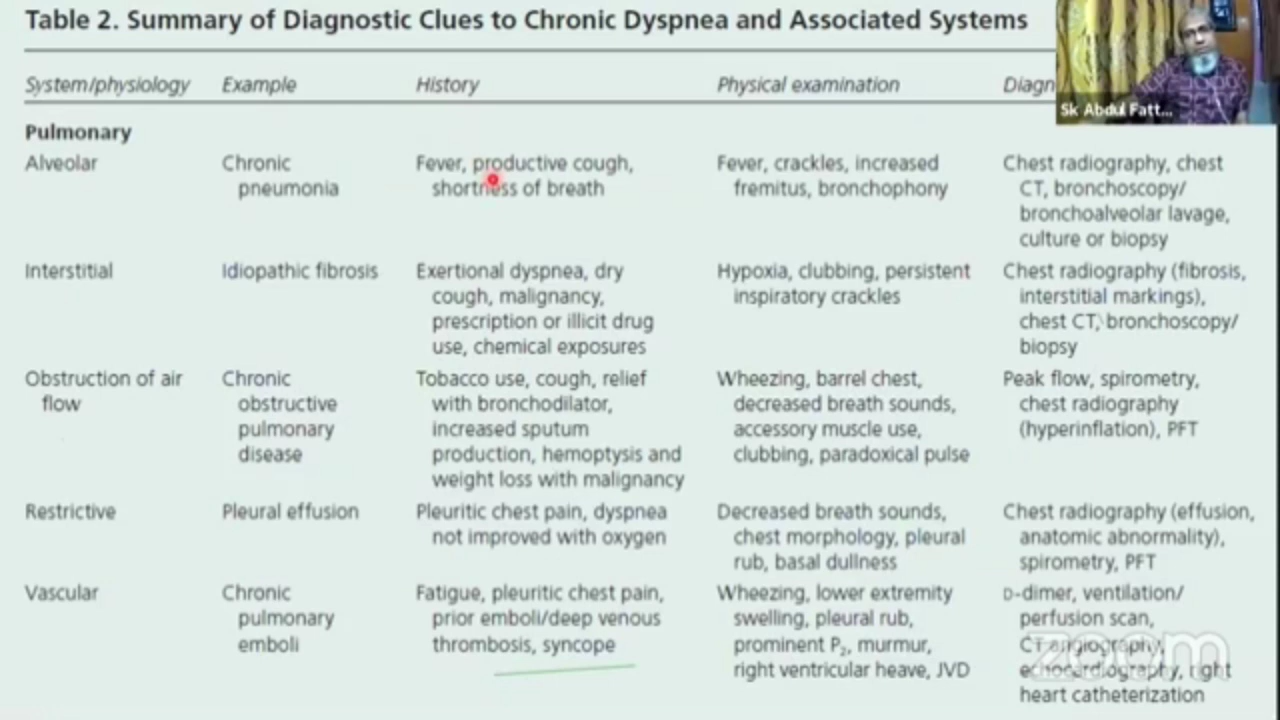 Table 2. Summary of Diagnostic Clues to Chronic Dyspnea and Associated Systems
Sk Abdul Fatt...
System/physiology Example History Physical examination Diagn
Pulmonary
Alveolar Chronic Fever, productive cough, Fever, crackles, increased Chest radiography, chest
pneumonia shortness of breath fremitus, bronchophony CT, bronchoscopy/
bronchoalveolar lavage,
culture or biopsy
Interstitial Idiopathic fibrosis Exertional dyspnea, dry Hypoxia, clubbing, persistent Chest radiography (fibrosis,
cough, malignancy, inspiratory crackles interstitial markings),
prescription or illicit drug chest CT, bronchoscopy/
use, chemical exposures biopsy
Obstruction of air Chronic Tobacco use, cough, relief Wheezing, barrel chest, Peak flow, spirometry,
flow obstructive with bronchodilator, decreased breath sounds, chest radiography
pulmonary increased sputum accessory muscle use, (hyperinflation), PFT
disease production, hemoptysis and clubbing, paradoxical pulse
weight loss with malignancy
Restrictive Pleural effusion Pleuritic chest pain, dyspnea Decreased breath sounds, Chest radiography (effusion,
not improved with oxygen chest morphology, pleural anatomic abnormality),
rub, basal dullness spirometry, PFT
Vascular Chronic Fatigue, pleuritic chest pain, Wheezing, lower extremity D-dimer, ventilation/
pulmonary prior emboli/deep venous swelling, pleural rub, perfusion scan,
emboli thrombosis, syncope prominent P₂, murmur, CT angiography,
right ventricular heave, JVD echocardiography, right
heart catheterization
zoom